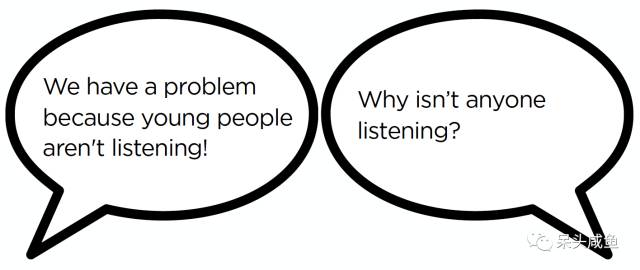 We have a problem
because young people
aren't listening!
Why isn’t anyone
listening?
呆头咸鱼